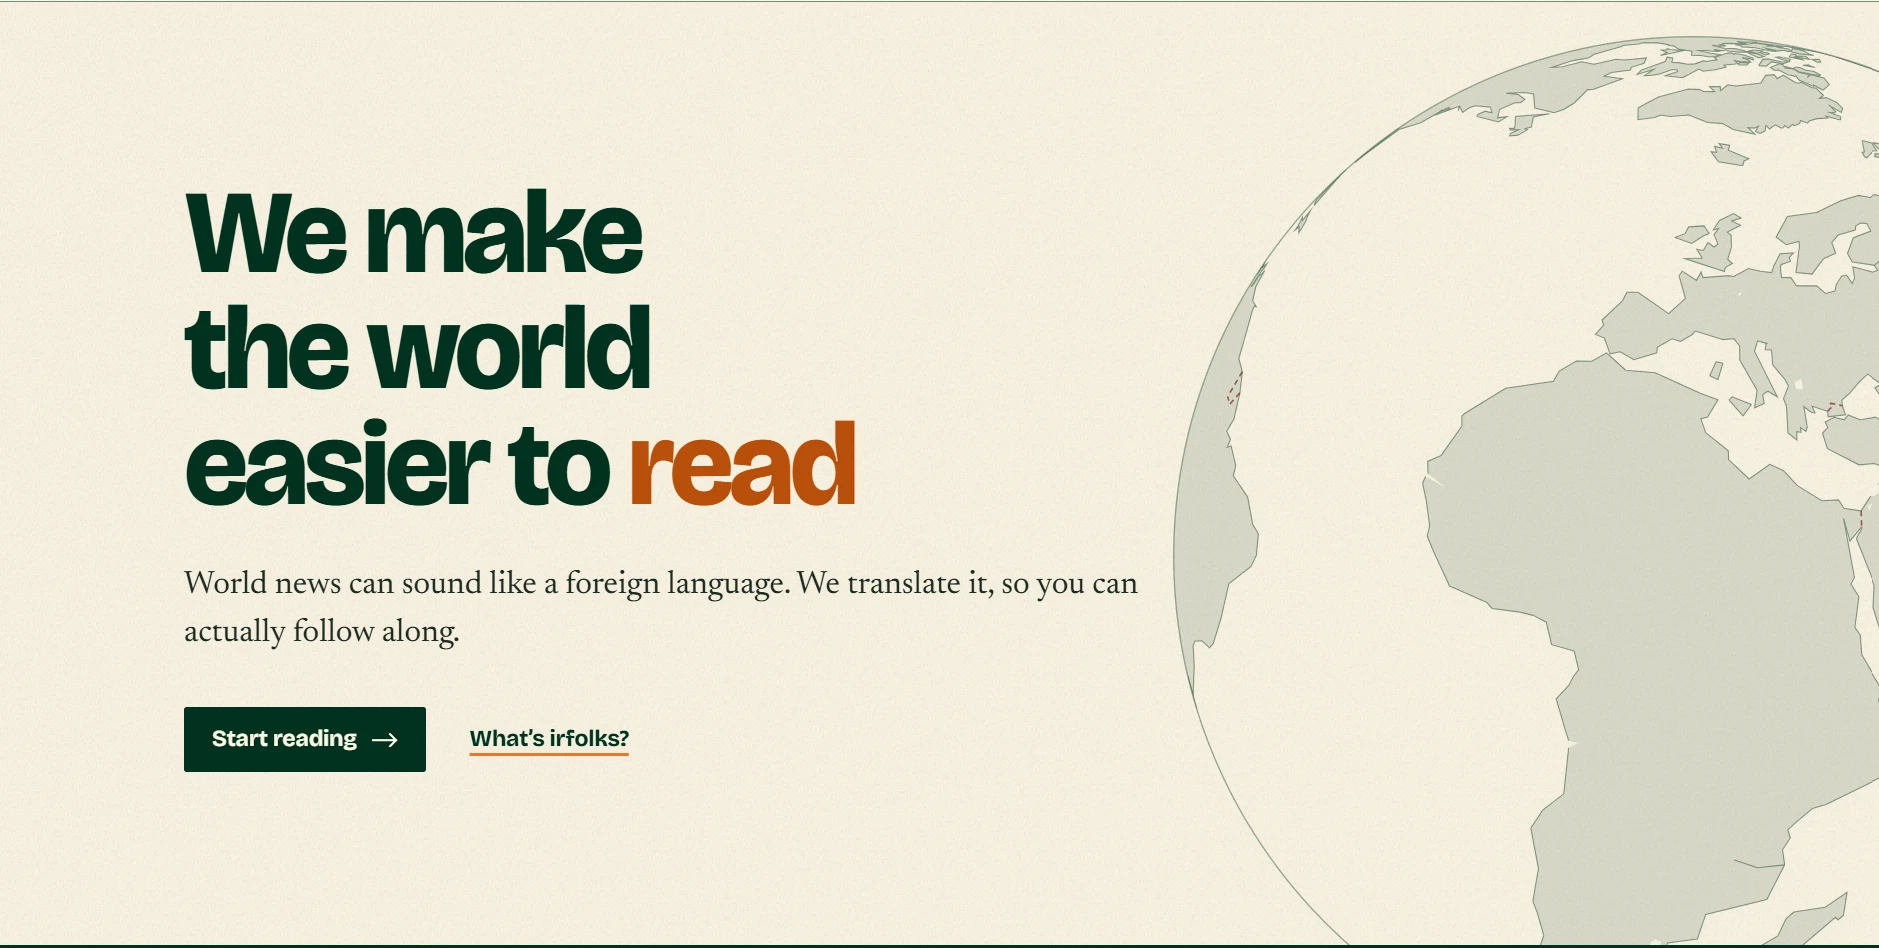 We make
the world
easier to read
World news can sound like a foreign language. We translate it, so you can
actually follow along.
Start reading →
What's irfolks?